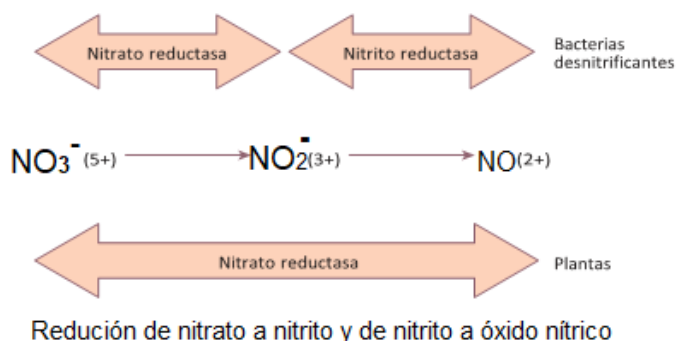 Nitrato reductasa Nitrito reductasa Bacterias
desnitrificantes
NO3⁻ (5+) NO2⁻ (3+) NO (2+)
Nitrato reductasa Plantas
Redución de nitrato a nitrito y de nitrito a óxido nítrico